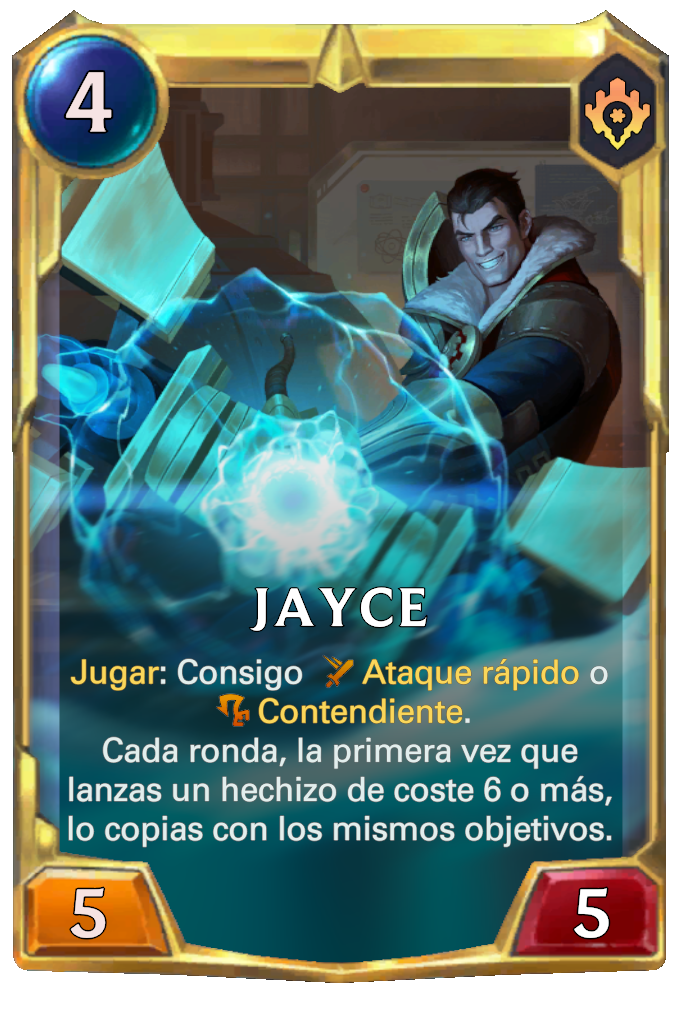 4
JAYCE
Jugar: Consigo Ataque rápido o
Contendiente.
Cada ronda, la primera vez que
lanzas un hechizo de coste 6 o más,
lo copias con los mismos objetivos.
5
5